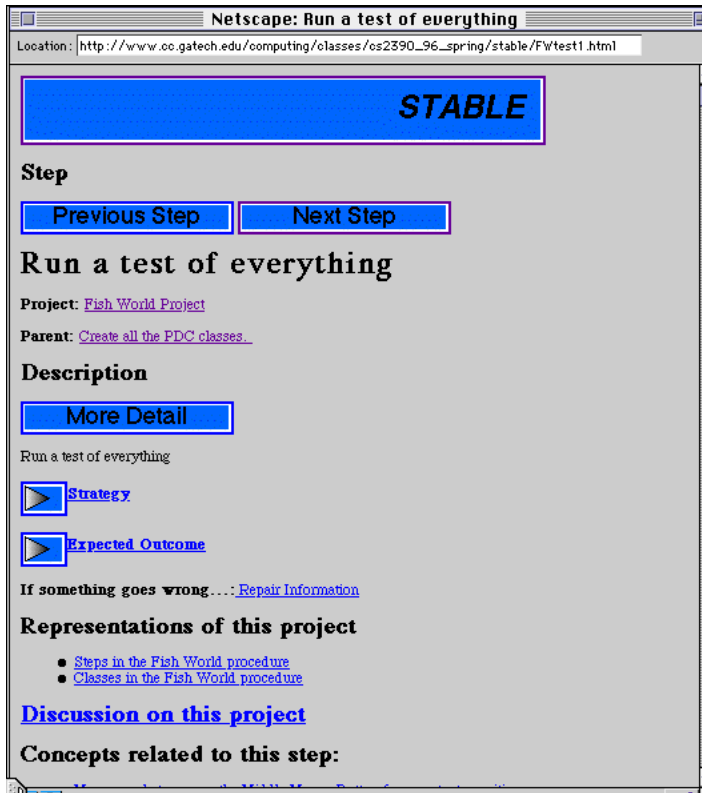 Netscape: Run a test of everything
Location: http://www.cc.gatech.edu/computing/classes/cs2390_96_spring/stable/FWtest1.html
STABLE
Step
Previous Step Next Step
Run a test of everything
Project: Fish World Project
Parent: Create all the PDC classes.
Description
More Detail
Run a test of everything
Strategy
Expected Outcome
If something goes wrong...: Repair Information
Representations of this project
Steps in the Fish World procedure
Classes in the Fish World procedure
Discussion on this project
Concepts related to this step: